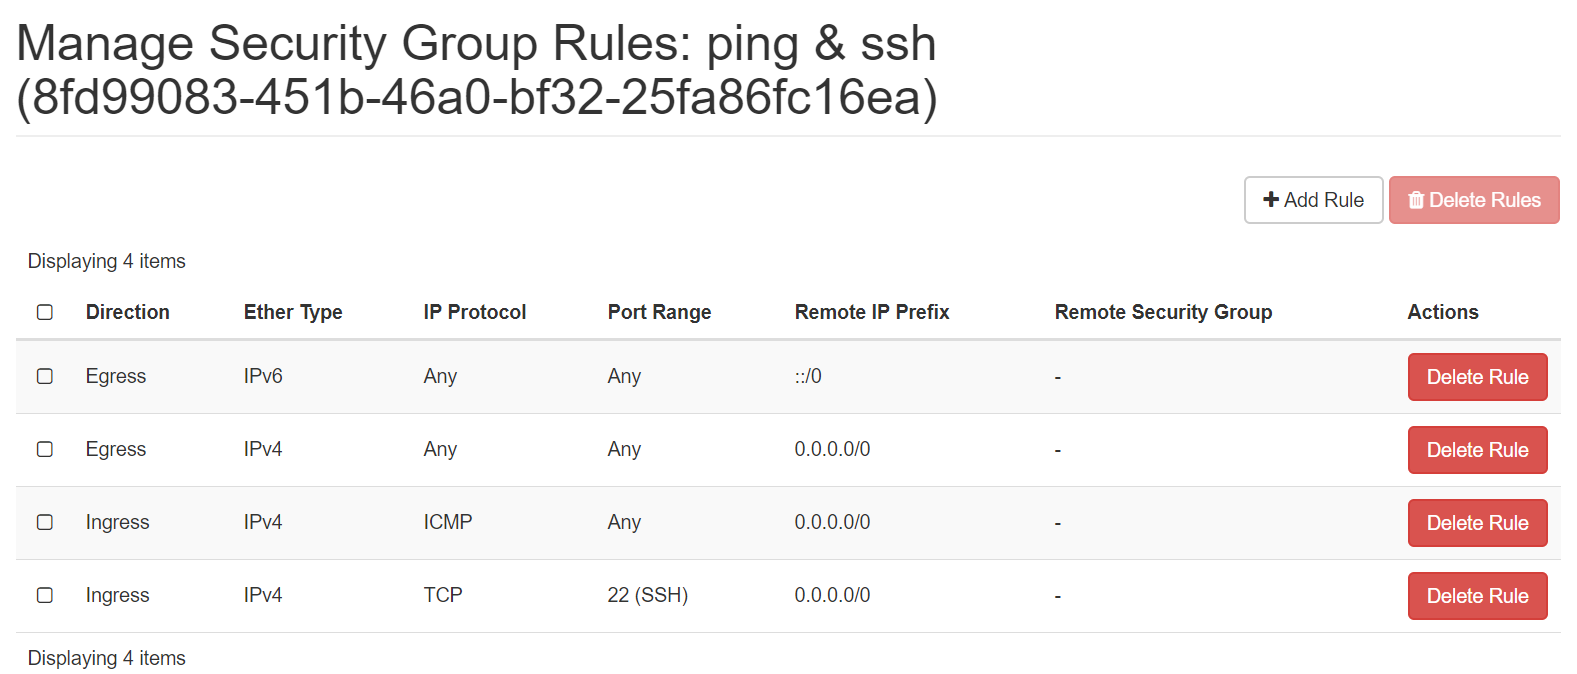 Manage Security Group Rules: ping & ssh
(8fd99083-451b-46a0-bf32-25fa86fc16ea)
Add Rule Delete Rules
Displaying 4 items
Direction Ether Type IP Protocol Port Range Remote IP Prefix Remote Security Group Actions
Egress IPv6 Any Any ::/0 - Delete Rule
Egress IPv4 Any Any 0.0.0.0/0 - Delete Rule
Ingress IPv4 ICMP Any 0.0.0.0/0 - Delete Rule
Ingress IPv4 TCP 22 (SSH) 0.0.0.0/0 - Delete Rule
Displaying 4 items